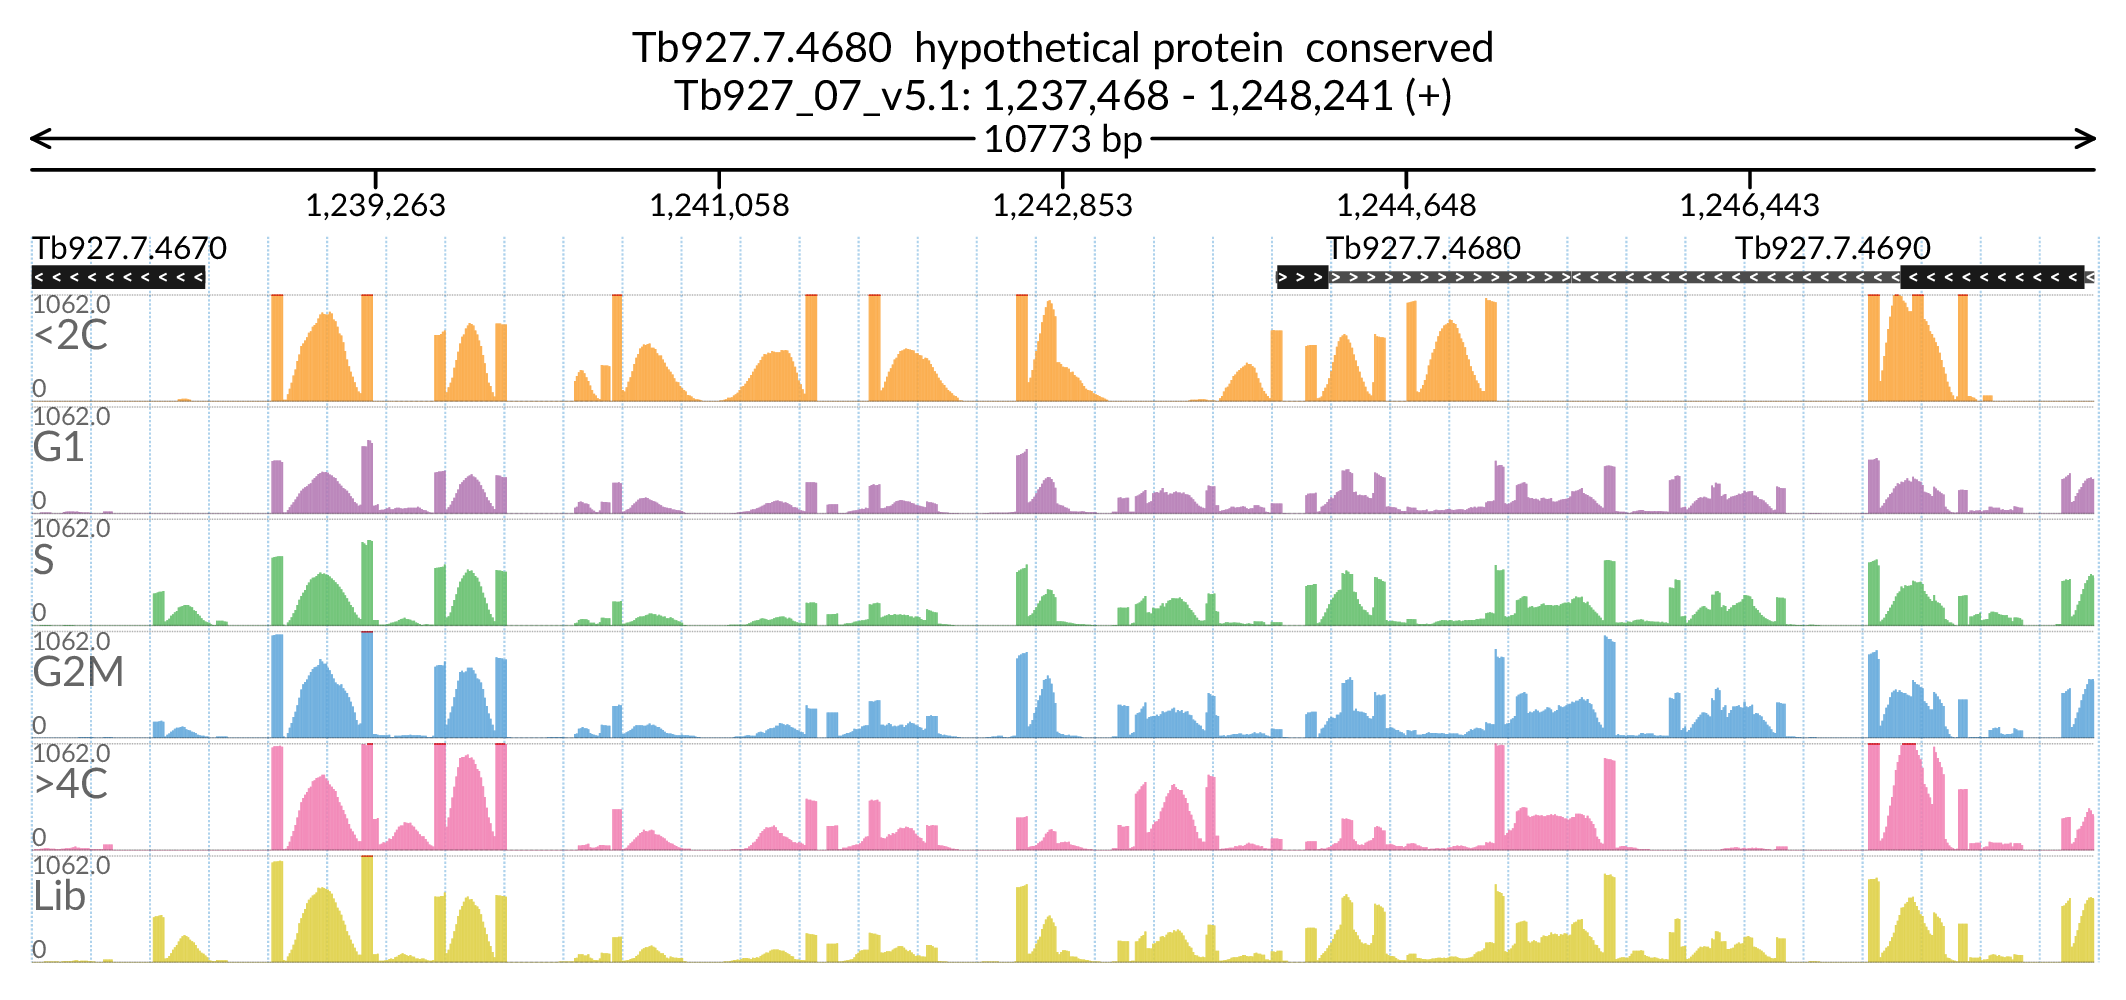 Tb927.7.4680  hypothetical protein  conserved
Tb927_07_v5.1: 1,237,468 - 1,248,241 (+)
10773 bp
1,239,263 1,241,058 1,242,853 1,244,648 1,246,443
Tb927.7.4670 Tb927.7.4680 Tb927.7.4690
1062.0
<2C
0
1062.0
G1
0
1062.0
S
0
1062.0
G2M
0
1062.0
>4C
0
1062.0
Lib
0